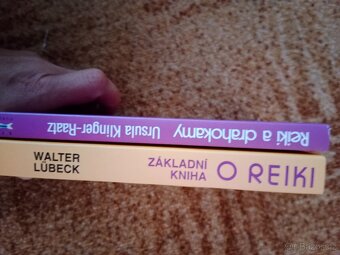 Reiki a drahokamy Ursula Klinger-Raatz
WALTER
LÜBECK
ZÁKLADNÍ
KNIHA
O REIKI